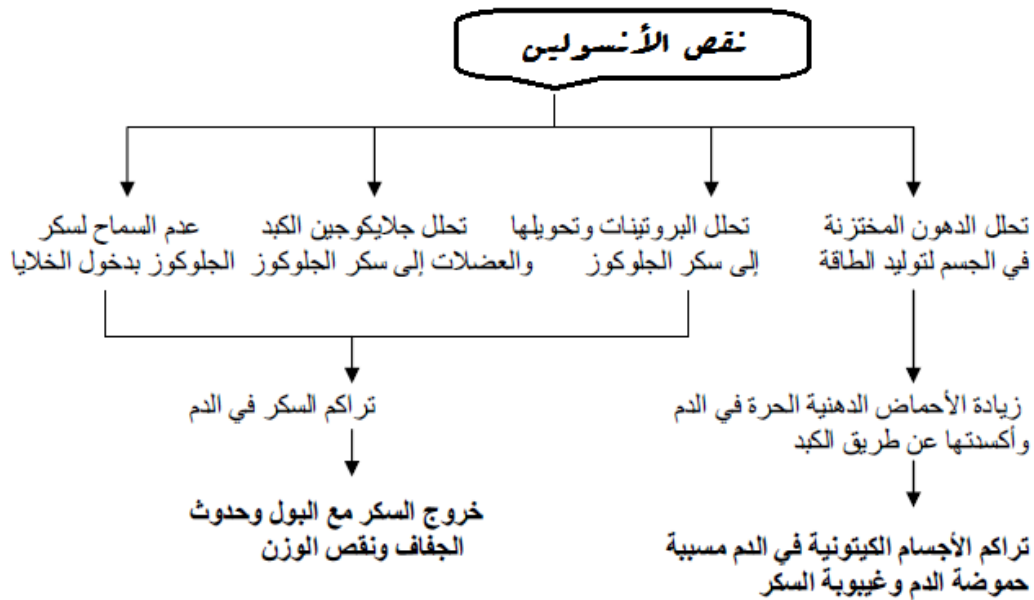 نقص الأنسولين
تحلل الدهون المختزنة
في الجسم لتوليد الطاقة
تحلل البروتينات وتحويلها
إلى سكر الجلوكوز
تحلل جلايكوجين الكبد
والعضلات إلى سكر الجلوكوز
عدم السماح لسكر
الجلوكوز بدخول الخلايا
زيادة الأحماض الدهنية الحرة في الدم
وأكسدتها عن طريق الكبد
تراكم السكر في الدم
تراكم الأجسام الكيتونية في الدم مسببة
حموضة الدم وغيبوبة السكر
خروج السكر مع البول وحدوث
الجفاف ونقص الوزن